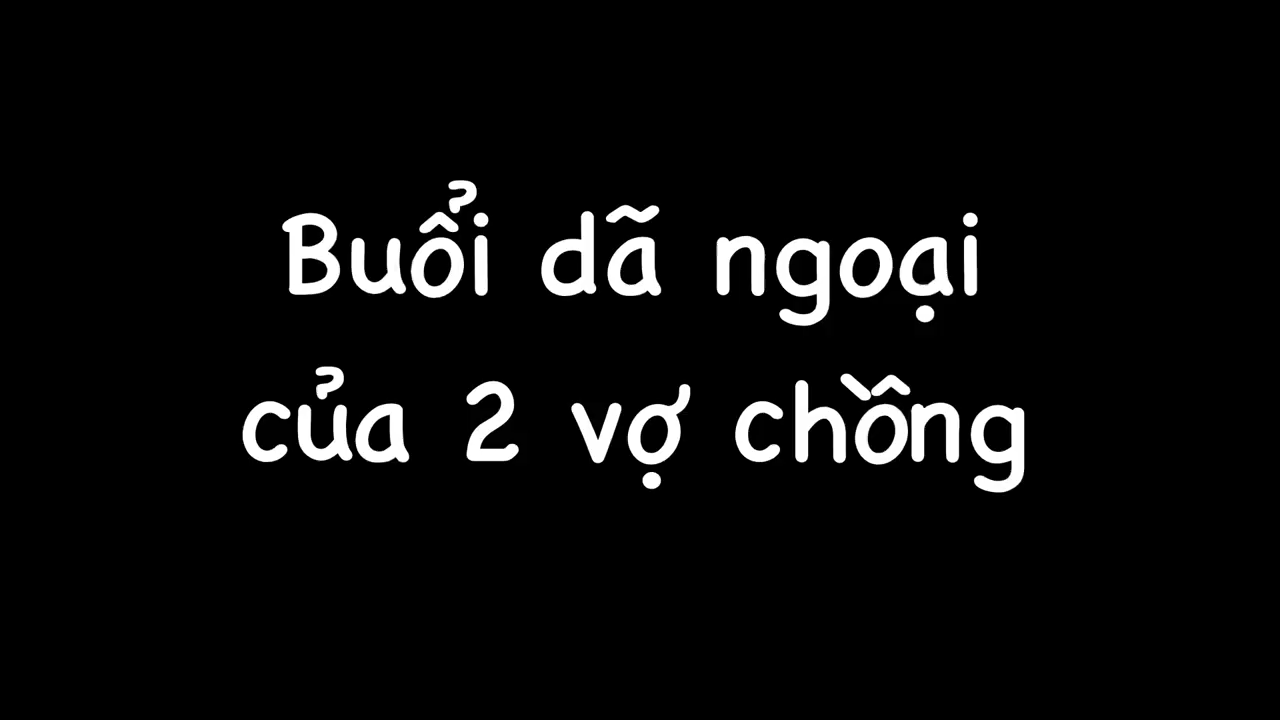 Buổi dã ngoại
của 2 vợ chồng